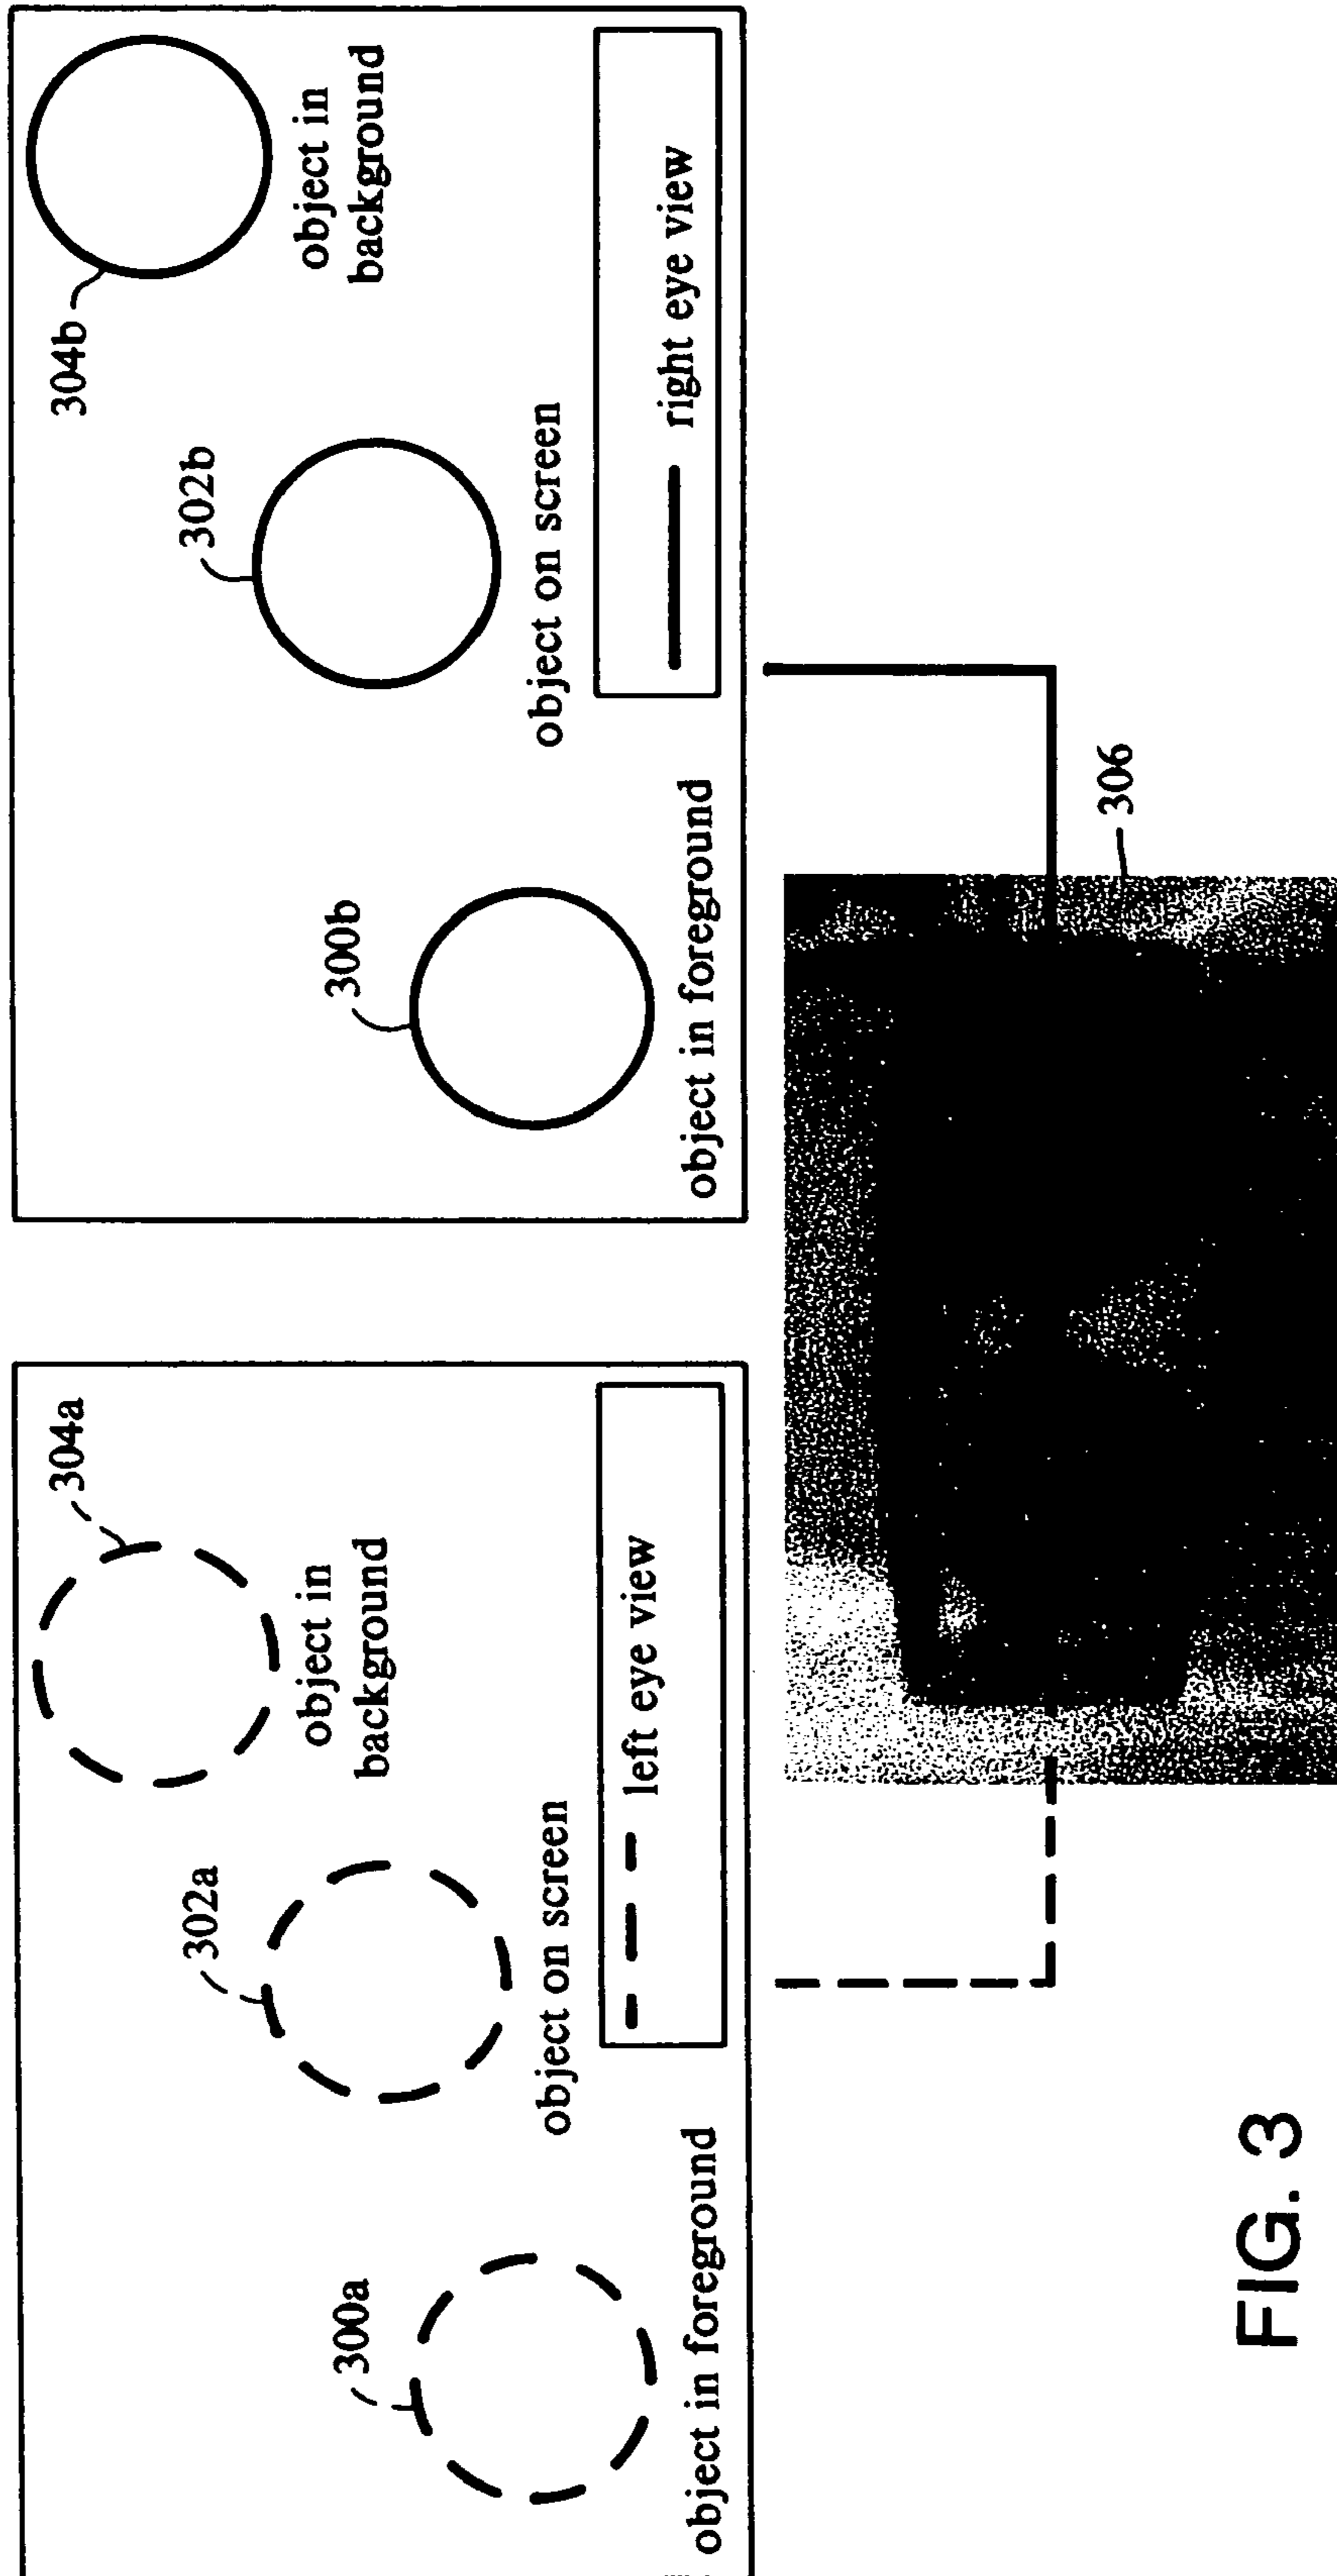 304a
302a
300a
object in
background
object on screen
object in foreground
left eye view
304b
302b
300b
object in
background
object on screen
object in foreground
right eye view
306
FIG. 3